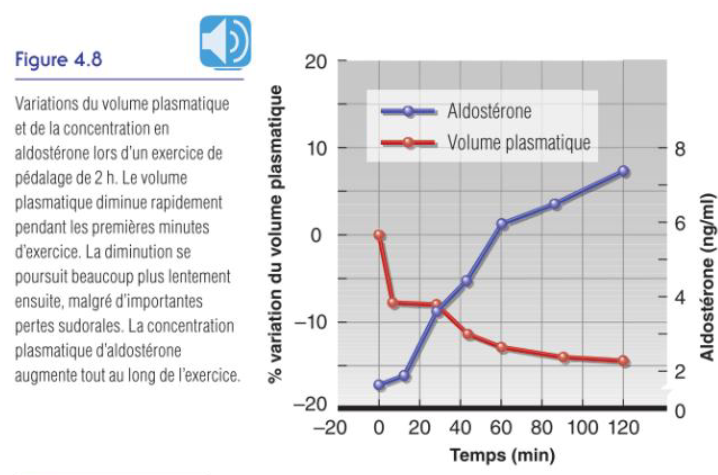 Figure 4.8
Variations du volume plasmatique
et de la concentration en
aldostérone lors d'un exercice de
pédalage de 2 h. Le volume
plasmatique diminue rapidement
pendant les premières minutes
d'exercice. La diminution se
poursuit beaucoup plus lentement
ensuite, malgré d'importantes
pertes sudorales. La concentration
plasmatique d'aldostérone
augmente tout au long de l'exercice.
% variation du volume plasmatique
20
10
0
–10
–20
Aldostérone
Volume plasmatique
8
6
4
2
0
Aldostérone (ng/ml)
–20 0 20 40 60 80 100 120
Temps (min)